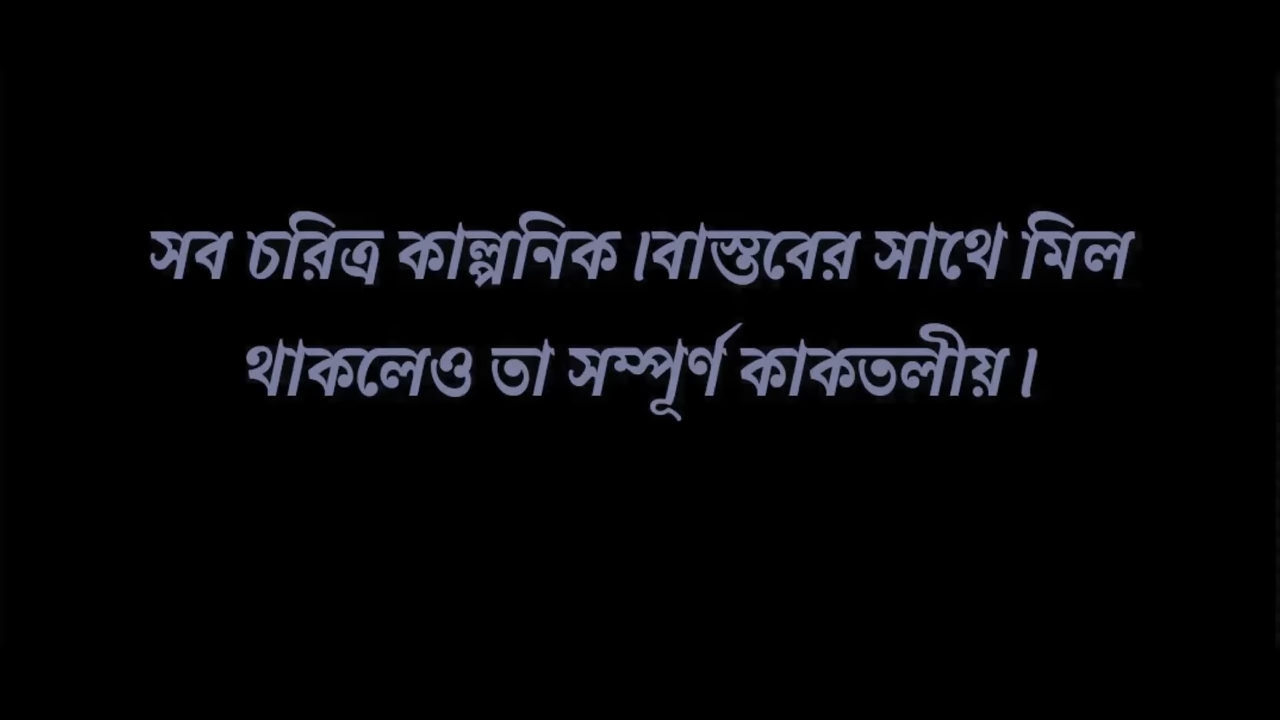 সব চরিত্র কাল্পনিক।বাস্তবের সাথে মিল
থাকলেও তা সম্পূর্ণ কাকতলীয়।